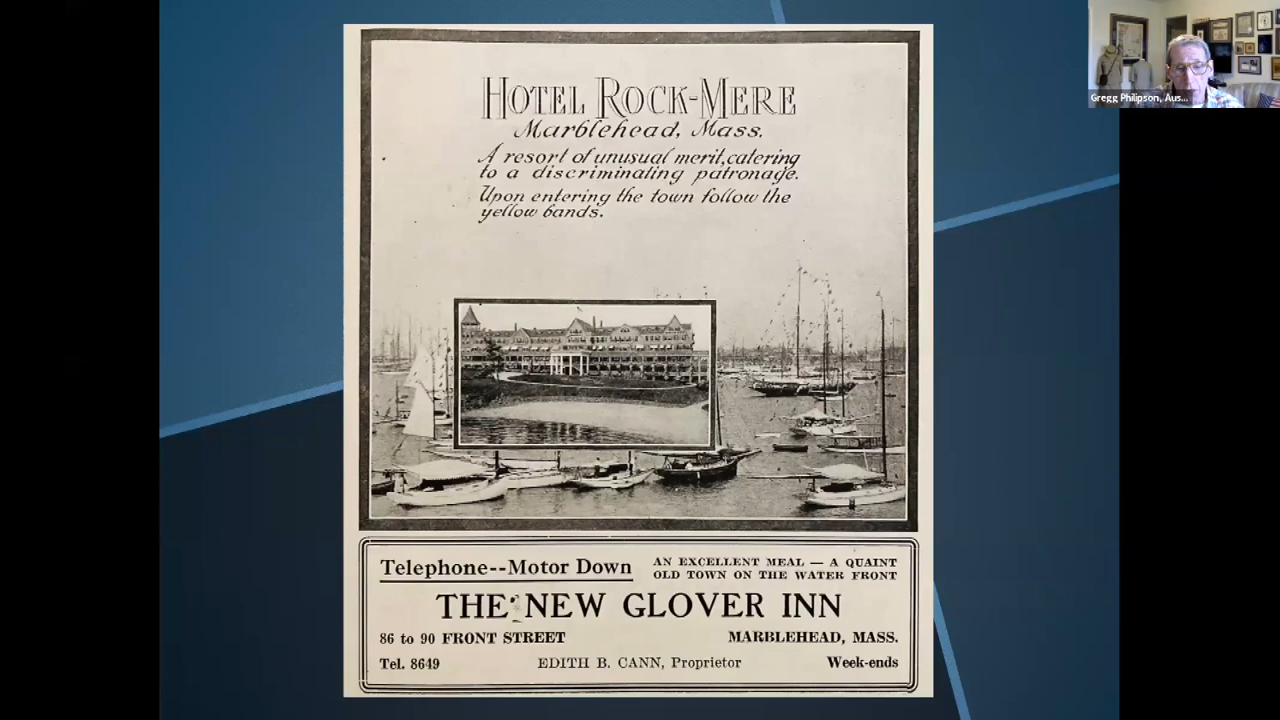 HOTEL ROCK-MERE
Marblehead, Mass.
A resort of unusual merit, catering
to a discriminating patronage.
Upon entering the town follow the
yellow bands.
Telephone--Motor Down
AN EXCELLENT MEAL — A QUAINT
OLD TOWN ON THE WATER FRONT
THE NEW GLOVER INN
86 to 90 FRONT STREET
MARBLEHEAD, MASS.
Tel. 8649
EDITH B. CANN, Proprietor
Week-ends
Gregg Philipson, Aus...